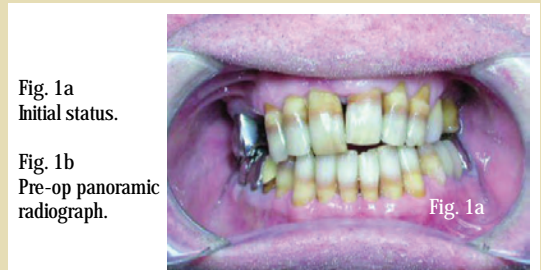 Fig. 1a
Initial status.
Fig. 1b
Pre-op panoramic
radiograph.
Fig. 1a